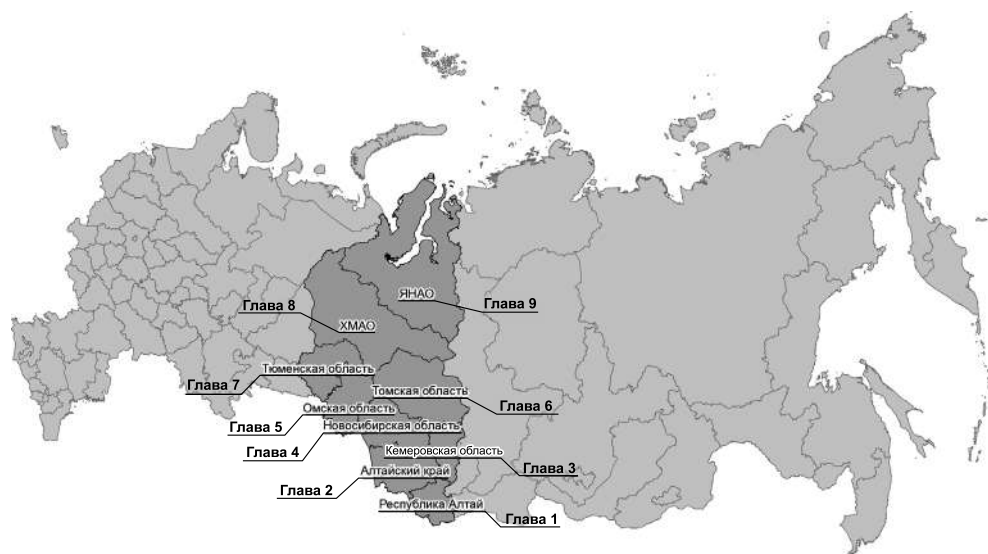 ЯНАО
Глава 9
Глава 8
ХМАО
Тюменская область
Глава 7
Томская область
Глава 6
Омская область
Глава 5
Новосибирская область
Глава 4
Кемеровская область
Глава 3
Алтайский край
Глава 2
Республика Алтай
Глава 1